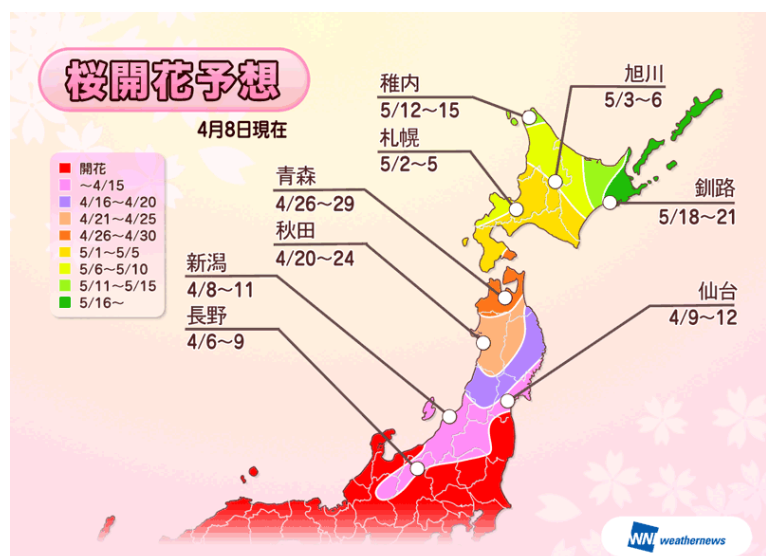 桜開花予想
4月8日現在
開花
～4/15
4/16～4/20
4/21～4/25
4/26～4/30
5/1～5/5
5/6～5/10
5/11～5/15
5/16～
稚内
5/12～15
旭川
5/3～6
札幌
5/2～5
青森
4/26～29
釧路
5/18～21
秋田
4/20～24
新潟
4/8～11
仙台
4/9～12
長野
4/6～9
WNI weathernews